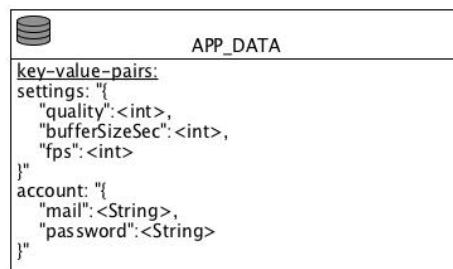 APP_DATA
key-value-pairs:
settings: "{
"quality":<int>,
"bufferSizeSec":<int>,
"fps":<int>
}"
account: "{
"mail":<String>,
"password":<String>
}"